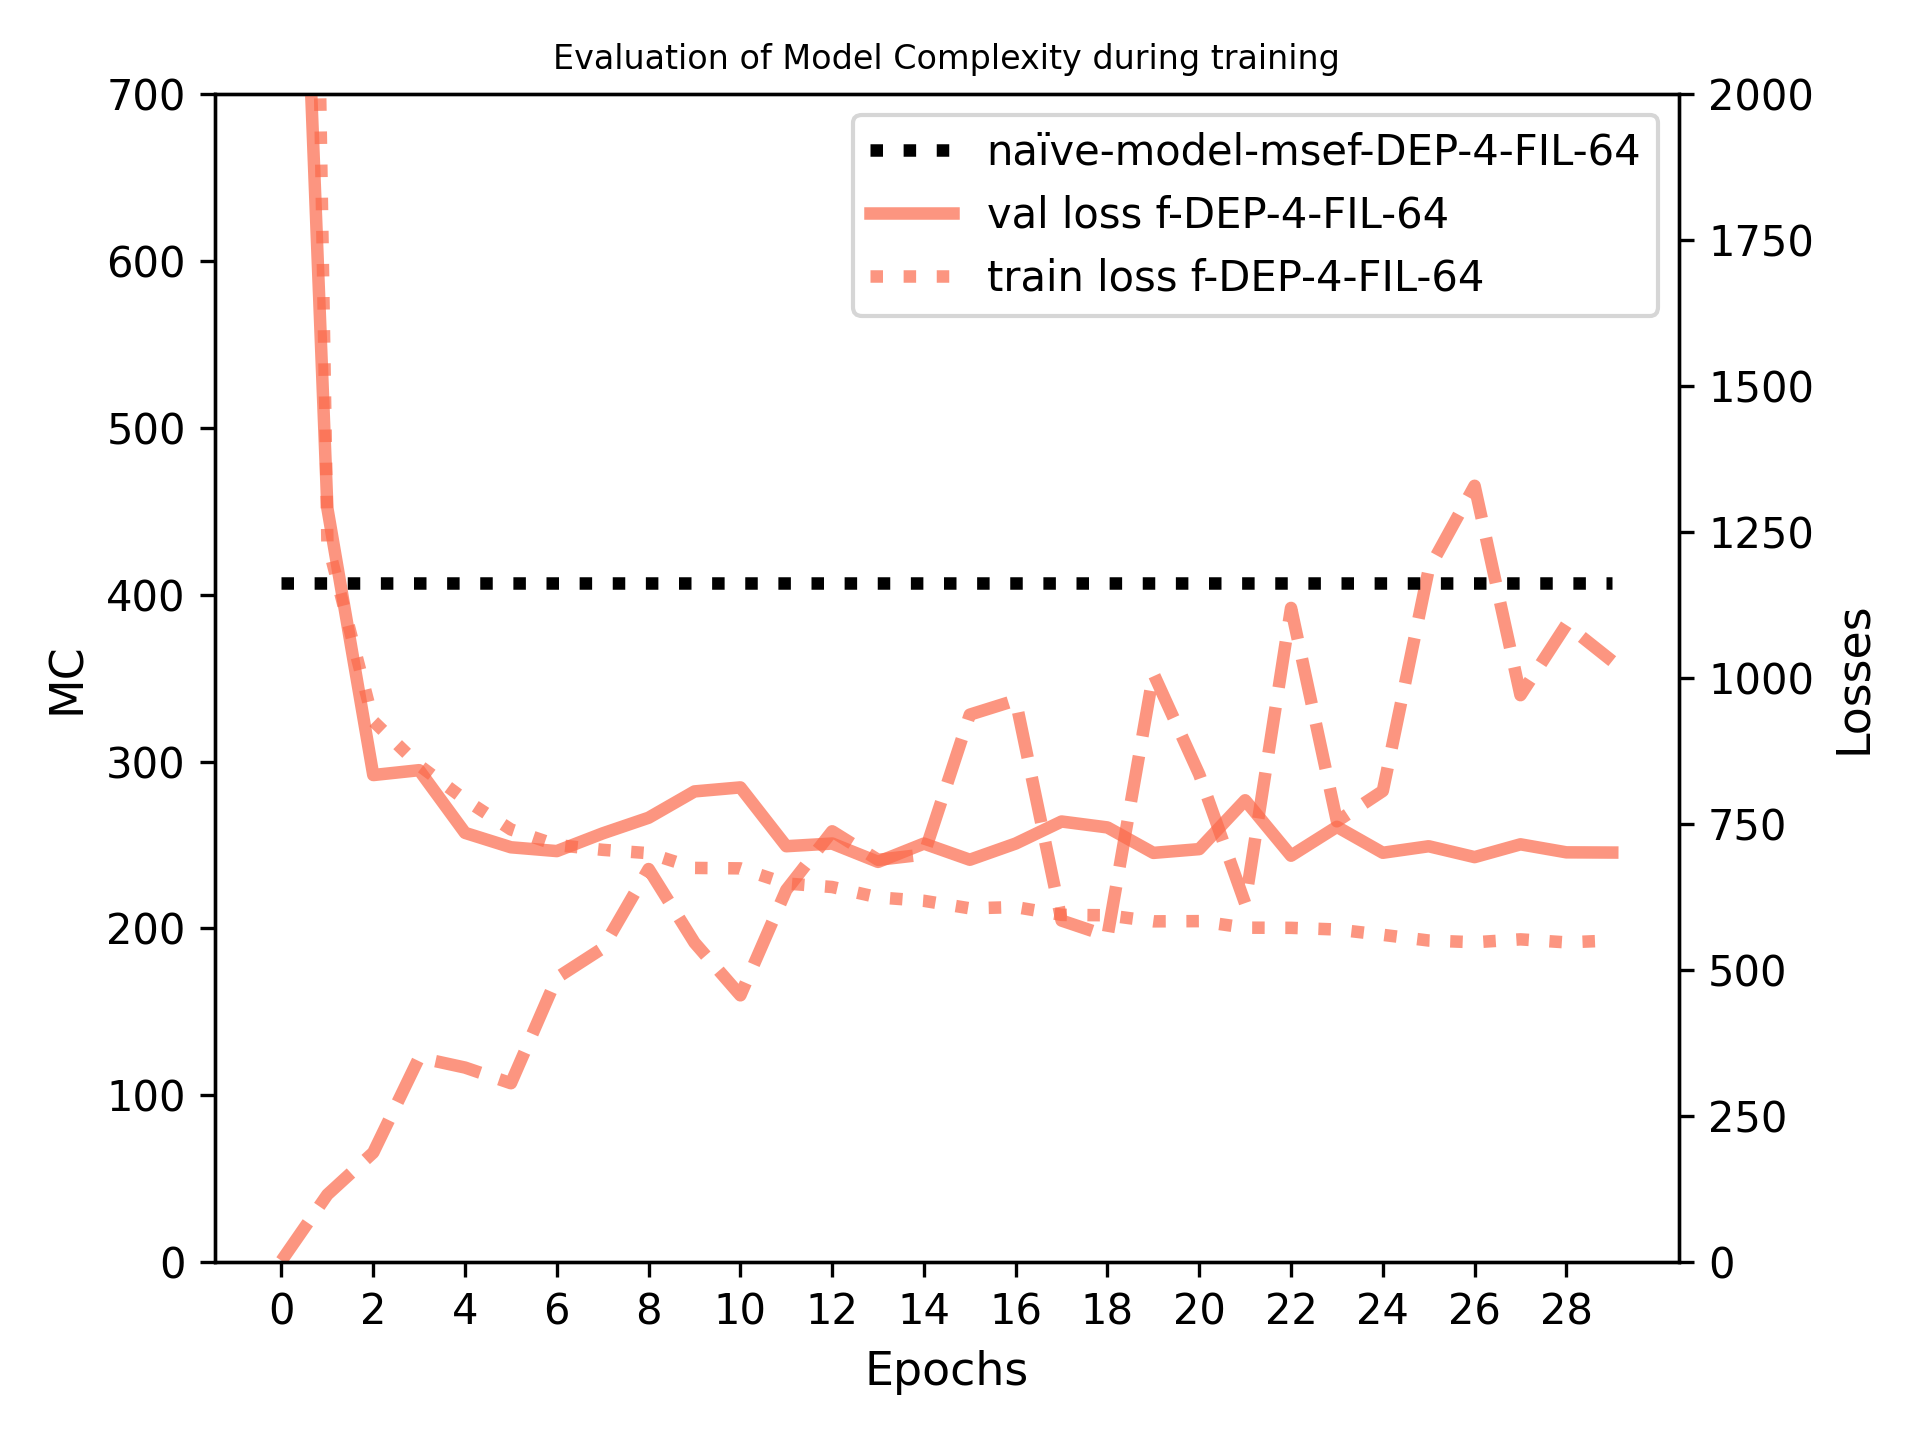 Evaluation of Model Complexity during training
700
600
500
400
300
200
100
0
MC
2000
1750
1500
1250
1000
750
500
250
0
Losses
naïve-model-msef-DEP-4-FIL-64
val loss f-DEP-4-FIL-64
train loss f-DEP-4-FIL-64
0 2 4 6 8 10 12 14 16 18 20 22 24 26 28
Epochs